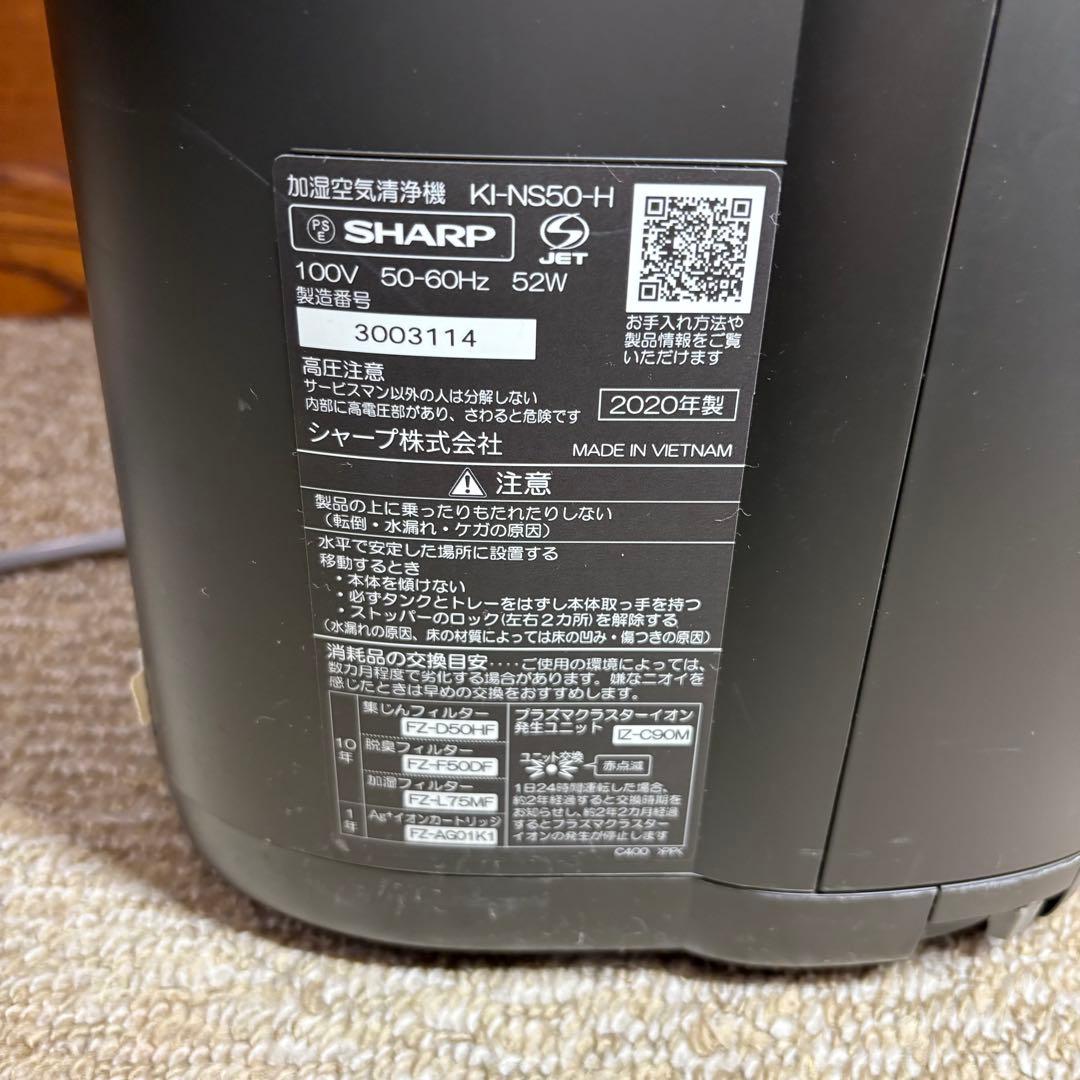 加湿空気清浄機 KI-NS50-H
PS E SHARP JET
100V 50-60Hz 52W
製造番号
3003114
お手入れ方法や
製品情報をご覧
いただけます
高圧注意
サービスマン以外の人は分解しない
内部に高電圧部があり、さわると危険です
2020年製
シャープ株式会社
MADE IN VIETNAM
注意
製品の上に乗ったりもたれたりしない
(転倒・水漏れ・ケガの原因)
水平で安定した場所に設置する
移動するとき
・本体を傾けない
・必ずタンクとトレーをはずし本体取っ手を持つ
・ストッパーのロック(左右2カ所)を解除する
(水漏れの原因、床の材質によっては床の凹み・傷つきの原因)
消耗品の交換目安‥‥ご使用の環境によっては、
数カ月程度で劣化する場合があります。嫌なニオイを
感じたときは早めの交換をおすすめします。
10年
集じんフィルター
FZ-D50HF
脱臭フィルター
FZ-F50DF
加湿フィルター
FZ-L75MF
1年
Ag⁺イオンカートリッジ
FZ-AG01K1
プラズマクラスターイオン
発生ユニット IZ-C90M
ユニット交換
赤点滅
1日24時間運転した場合、
約2年経過すると交換時期を
お知らせし、約2年2カ月経過
するとプラズマクラスター
イオンの発生が停止します
C400 >PP<